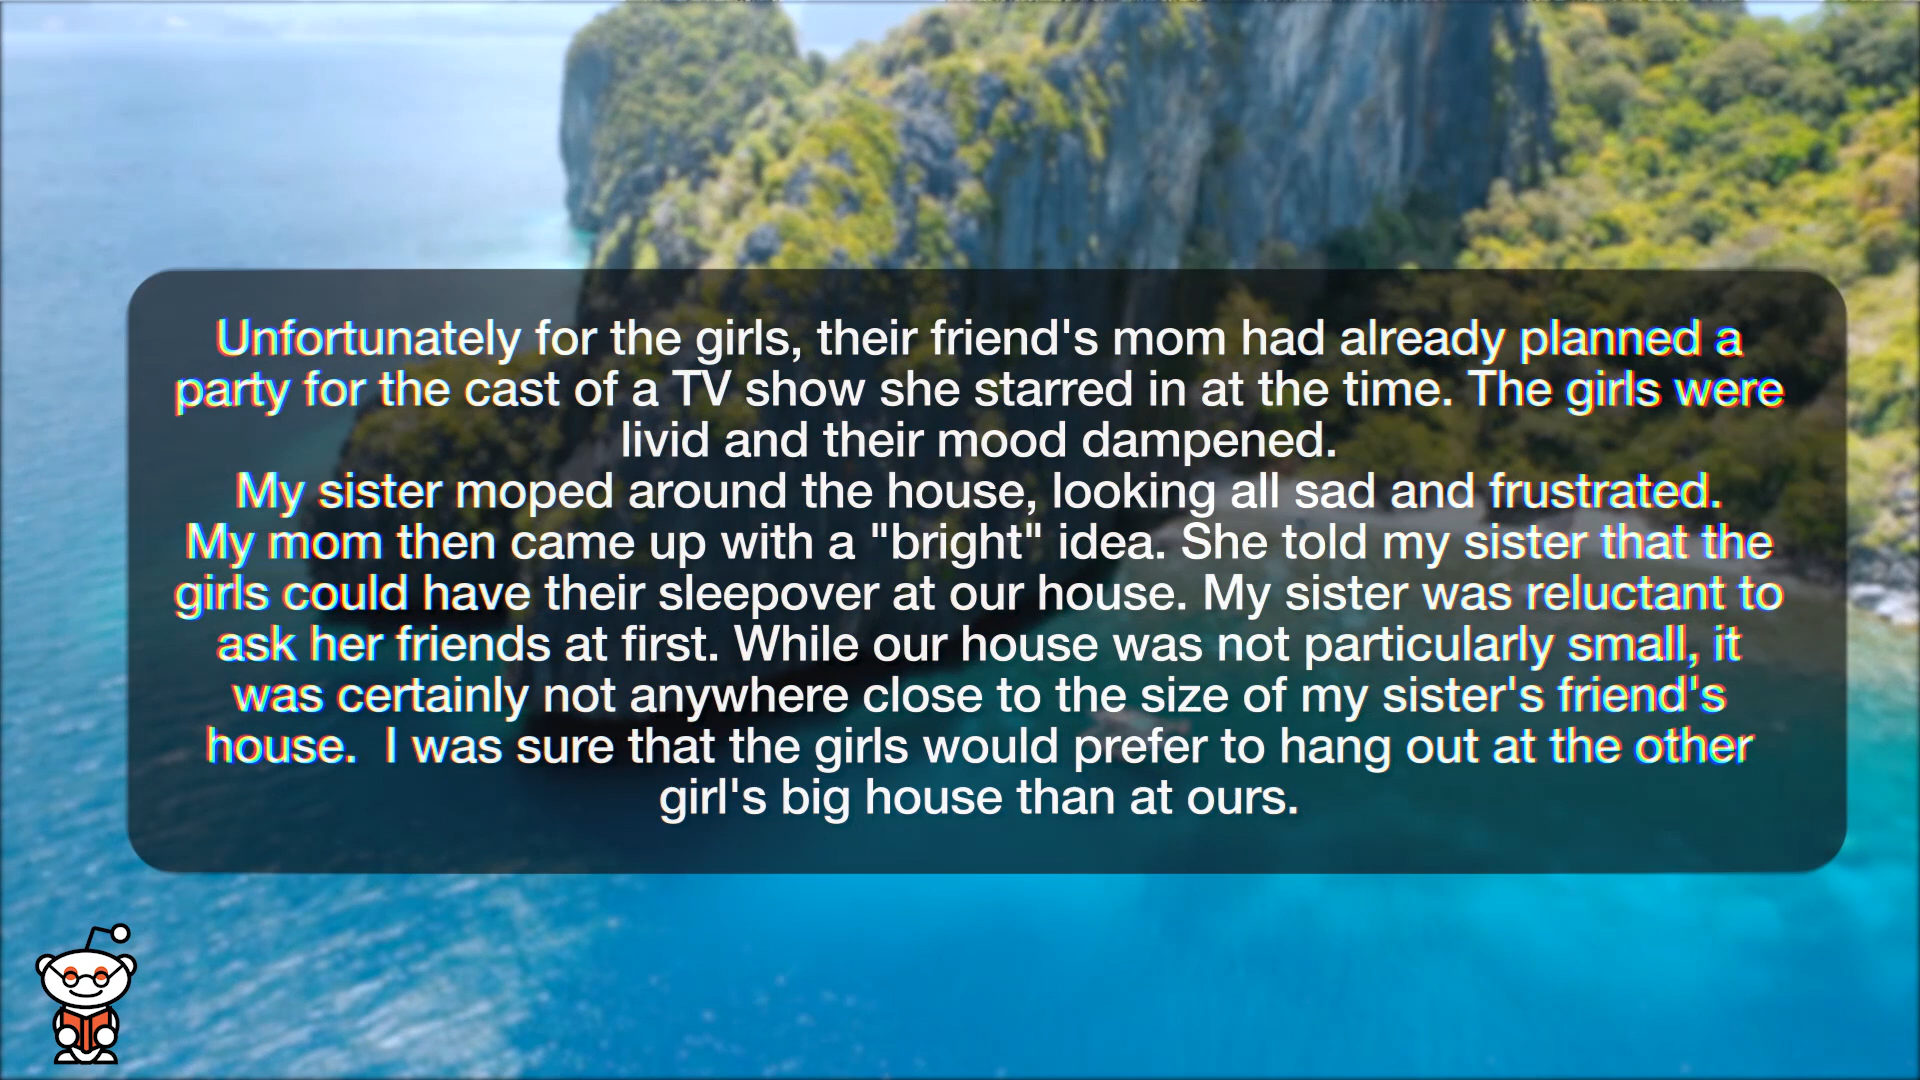 Unfortunately for the girls, their friend's mom had already planned a
party for the cast of a TV show she starred in at the time. The girls were
livid and their mood dampened.
My sister moped around the house, looking all sad and frustrated.
My mom then came up with a "bright" idea. She told my sister that the
girls could have their sleepover at our house. My sister was reluctant to
ask her friends at first. While our house was not particularly small, it
was certainly not anywhere close to the size of my sister's friend's
house.  I was sure that the girls would prefer to hang out at the other
girl's big house than at ours.